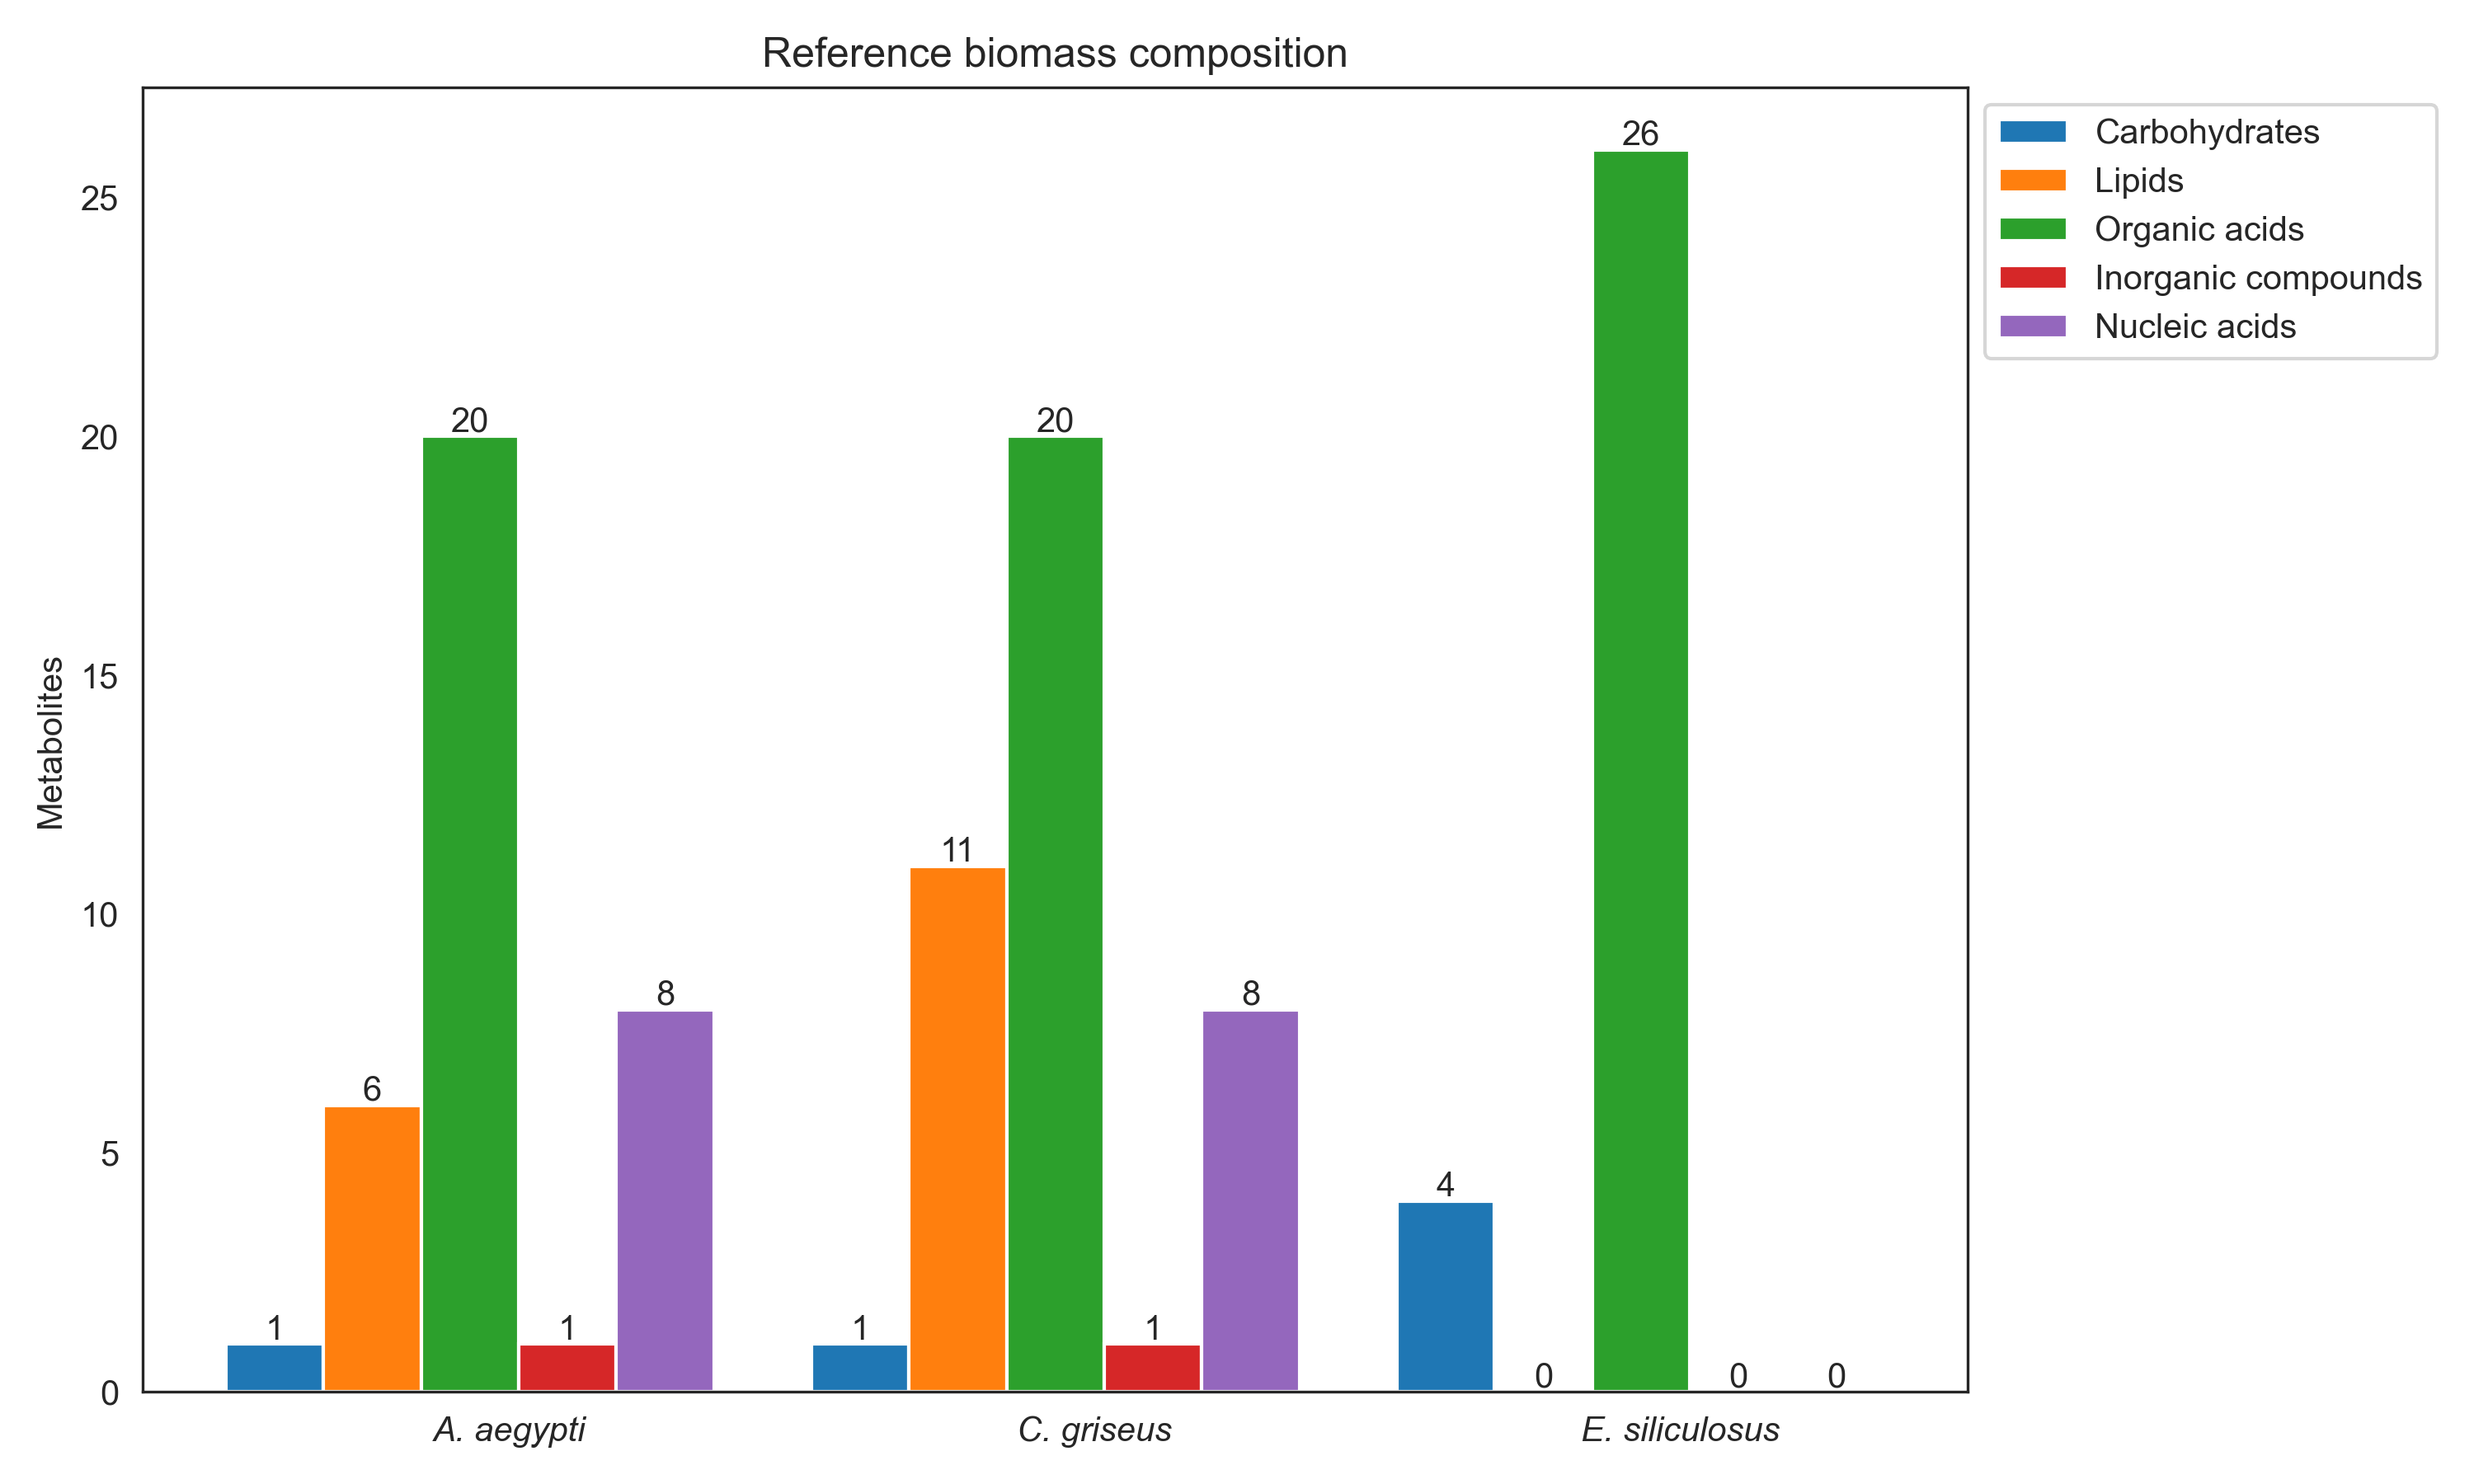 Reference biomass composition
Carbohydrates
Lipids
Organic acids
Inorganic compounds
Nucleic acids
Metabolites
25
20
15
10
5
0
1
6
20
1
8
1
11
20
1
8
4
0
26
0
0
A. aegypti
C. griseus
E. siliculosus